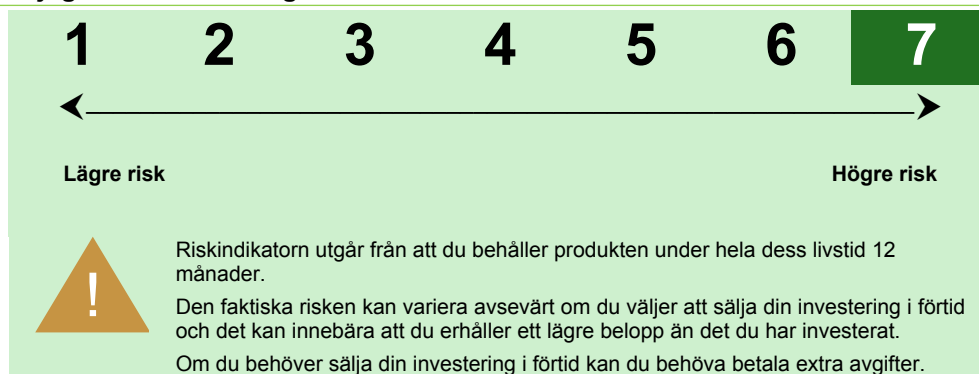 1 2 3 4 5 6 7
Lägre risk Högre risk
!
Riskindikatorn utgår från att du behåller produkten under hela dess livstid 12
månader.
Den faktiska risken kan variera avsevärt om du väljer att sälja din investering i förtid
och det kan innebära att du erhåller ett lägre belopp än det du har investerat.
Om du behöver sälja din investering i förtid kan du behöva betala extra avgifter.